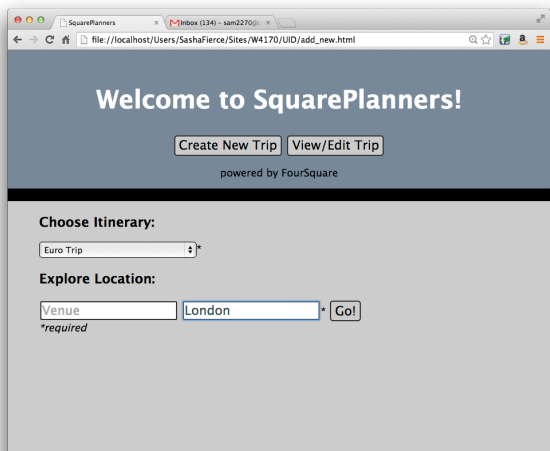 SquarePlanners
Inbox (134) – sam2270@
file://localhost/Users/SashaFierce/Sites/W4170/UID/add_new.html
Welcome to SquarePlanners!
Create New Trip View/Edit Trip
powered by FourSquare
Choose Itinerary:
Euro Trip *
Explore Location:
Venue London * Go!
*required